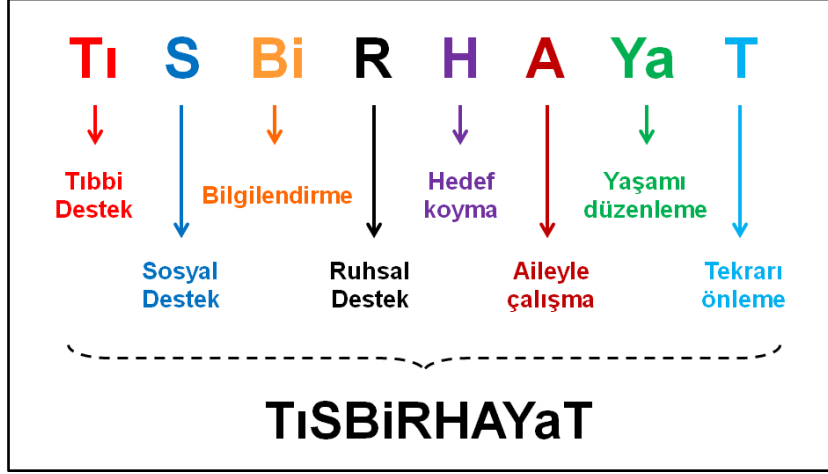 Tı S Bi R H A Ya T
Tıbbi
Destek
Bilgilendirme
Hedef
koyma
Yaşamı
düzenleme
Sosyal
Destek
Ruhsal
Destek
Aileyle
çalışma
Tekrarı
önleme
TıSBiRHAYaT